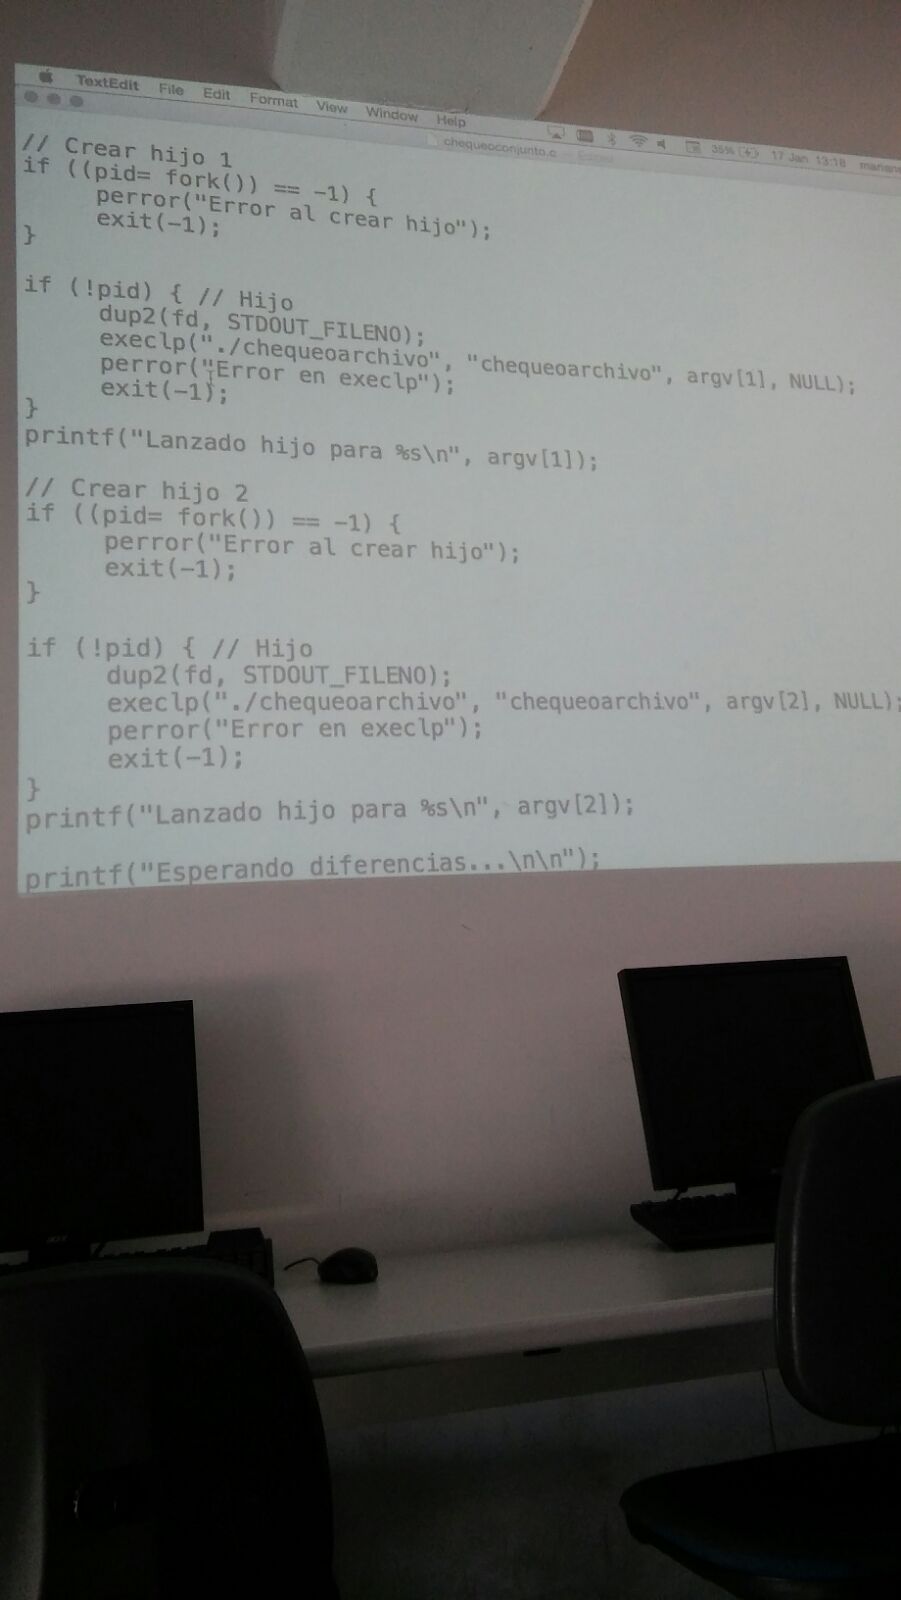 TextEdit File Edit Format View Window Help 35% 17 Jan 13:18
chequeoconjunto.c — Edited
// Crear hijo 1
if ((pid= fork()) == -1) {
perror("Error al crear hijo");
exit(-1);
}
if (!pid) { // Hijo
dup2(fd, STDOUT_FILENO);
execlp("./chequeoarchivo", "chequeoarchivo", argv[1], NULL);
perror("Error en execlp");
exit(-1);
}
printf("Lanzado hijo para %s\n", argv[1]);
// Crear hijo 2
if ((pid= fork()) == -1) {
perror("Error al crear hijo");
exit(-1);
}
if (!pid) { // Hijo
dup2(fd, STDOUT_FILENO);
execlp("./chequeoarchivo", "chequeoarchivo", argv[2], NULL);
perror("Error en execlp");
exit(-1);
}
printf("Lanzado hijo para %s\n", argv[2]);
printf("Esperando diferencias...\n\n");
acer